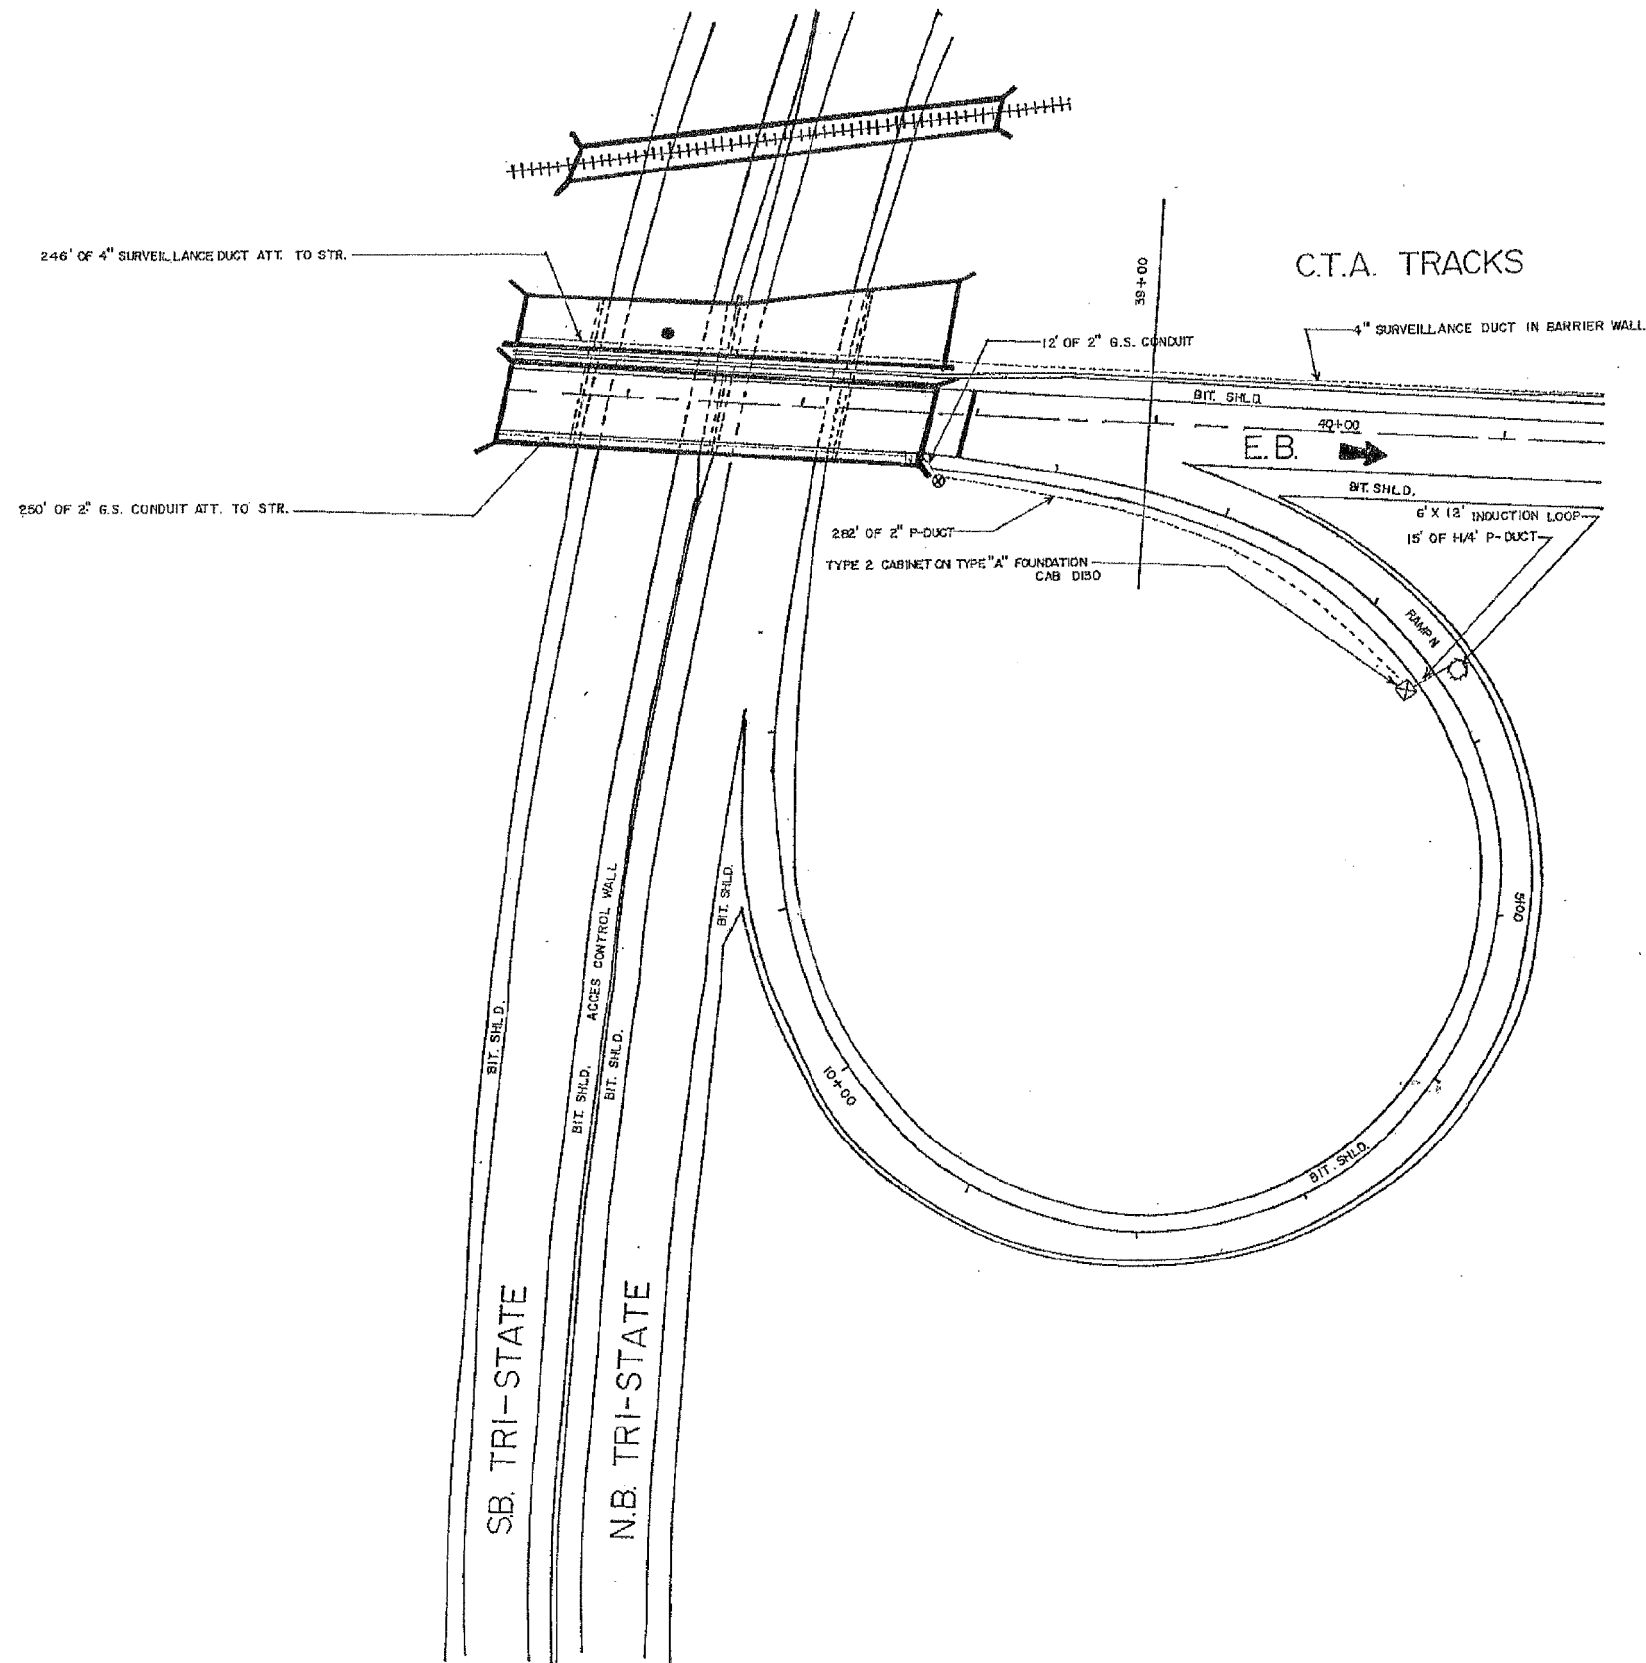 246' OF 4" SURVEILLANCE DUCT ATT. TO STR.
39+00
C.T.A. TRACKS
12' OF 2" G.S. CONDUIT
4" SURVEILLANCE DUCT IN BARRIER WALL
BIT. SHLD.
40+00
E.B.
BIT. SHLD.
250' OF 2" G.S. CONDUIT ATT. TO STR.
6' X 12' INDUCTION LOOP
15' OF 1-1/4' P-DUCT
282' OF 2" P-DUCT
TYPE 2 CABINET ON TYPE "A" FOUNDATION
CAB D130
RAMP N
BIT. SHLD.
ACCES CONTROL WALL
BIT. SHLD.
BIT. SHLD.
BIT. SHLD.
10+00
BIT. SHLD.
S.B. TRI-STATE
N.B. TRI-STATE